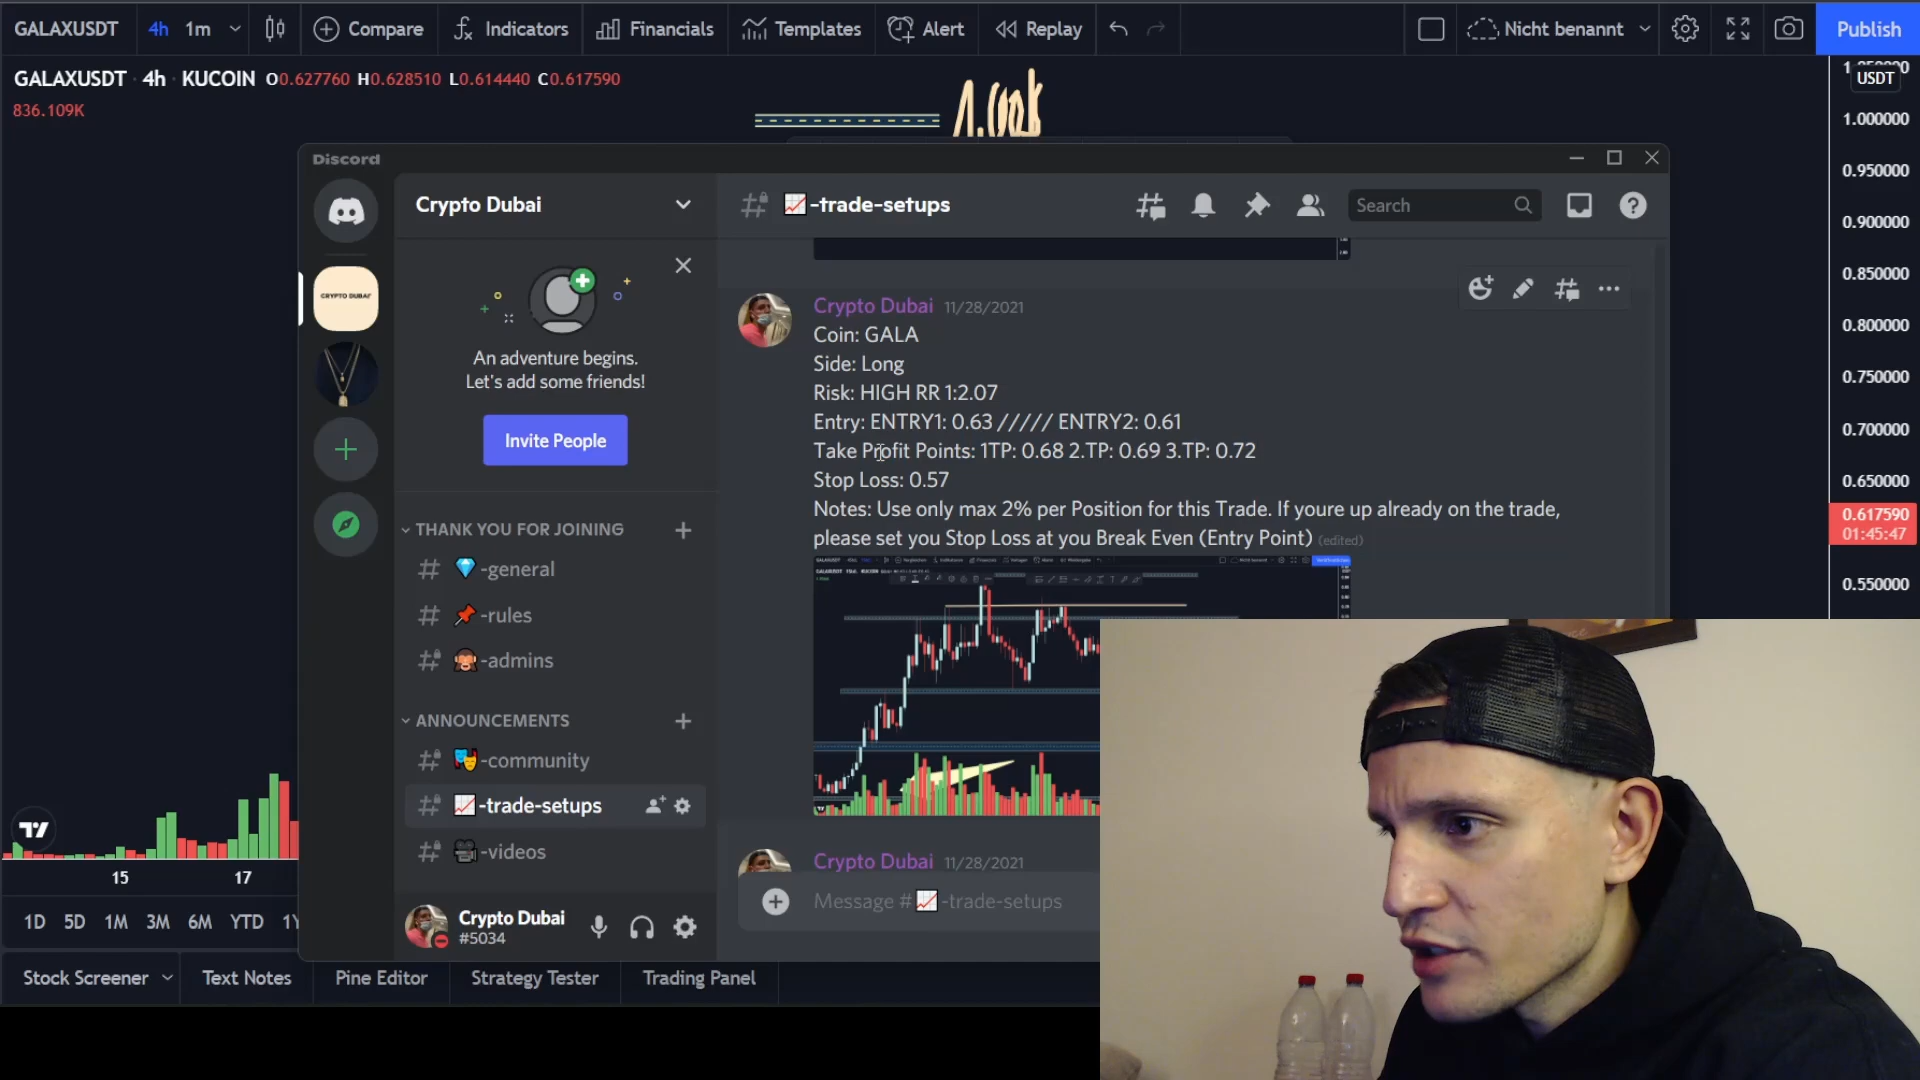 GALAXUSDT 4h 1m Compare Indicators Financials Templates Alert Replay Nicht benannt Publish
GALAXUSDT · 4h · KUCOIN O0.627760 H0.628510 L0.614440 C0.617590
836.109K
USDT
1.000000
0.950000
0.900000
0.850000
0.800000
0.750000
0.700000
0.650000
0.617590
01:45:47
0.550000
Discord
Crypto Dubai
-trade-setups
Search
CRYPTO DUBAI
An adventure begins.
Let's add some friends!
Invite People
THANK YOU FOR JOINING
-general
-rules
-admins
ANNOUNCEMENTS
-community
-trade-setups
-videos
Crypto Dubai
#5034
Crypto Dubai 11/28/2021
Coin: GALA
Side: Long
Risk: HIGH RR 1:2.07
Entry: ENTRY1: 0.63 ///// ENTRY2: 0.61
Take Profit Points: 1TP: 0.68 2.TP: 0.69 3.TP: 0.72
Stop Loss: 0.57
Notes: Use only max 2% per Position for this Trade. If youre up already on the trade,
please set you Stop Loss at you Break Even (Entry Point) (edited)
Crypto Dubai 11/28/2021
Message # -trade-setups
15 17
1D 5D 1M 3M 6M YTD
Stock Screener Text Notes Pine Editor Strategy Tester Trading Panel